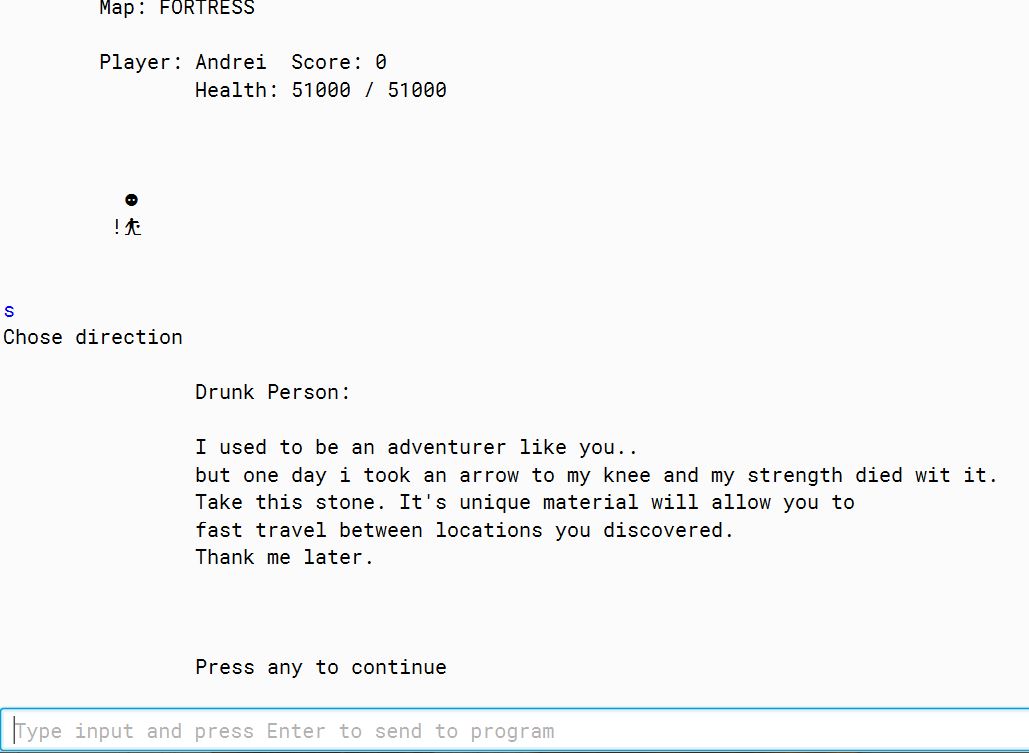 Map: FORTRESS
Player: Andrei  Score: 0
Health: 51000 / 51000
!
s
Chose direction
Drunk Person:
I used to be an adventurer like you..
but one day i took an arrow to my knee and my strength died wit it.
Take this stone. It's unique material will allow you to
fast travel between locations you discovered.
Thank me later.
Press any to continue
Type input and press Enter to send to program